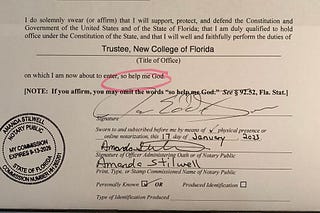 I do solemnly swear (or affirm) that I will support, protect, and defend the Constitution and
Government of the United States and of the State of Florida; that I am duly qualified to hold
office under the Constitution of the State, and that I will well and faithfully perform the duties of
Trustee, New College of Florida
(Title of Office)
on which I am now about to enter, so help me God.
[NOTE: If you affirm, you may omit the words "so help me God." See § 92.52, Fla. Stat.]
Signature
Sworn to and subscribed before me by means of ✓ physical presence or
online notarization, this 17 day of January 2023
Signature of Officer Administering Oath or of Notary Public
Amanda Stilwell
Print, Type, or Stamp Commissioned Name of Notary Public
Personally Known ☑ OR Produced Identification ☐
Type of Identification Produced
AMANDA STILWELL
NOTARY PUBLIC
MY COMMISSION
EXPIRES 9-13-2026
STATE OF FLORIDA
COMMISSION NUMBER